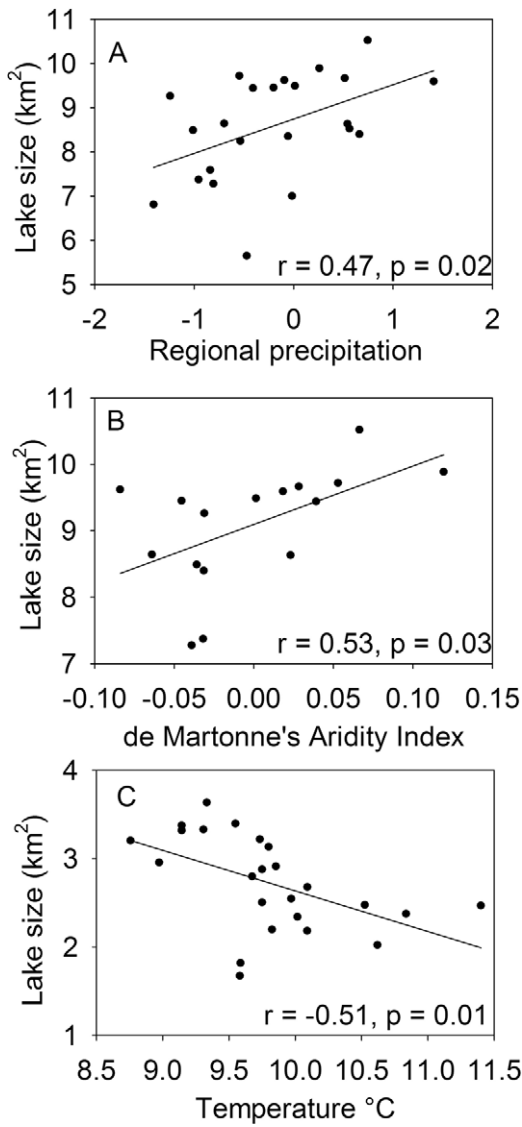 A
Lake size (km²)
11
10
9
8
7
6
5
r = 0.47, p = 0.02
-2 -1 0 1 2
Regional precipitation
B
Lake size (km²)
11
10
9
8
7
r = 0.53, p = 0.03
-0.10 -0.05 0.00 0.05 0.10 0.15
de Martonne's Aridity Index
C
Lake size (km²)
4
3
2
1
r = -0.51, p = 0.01
8.5 9.0 9.5 10.0 10.5 11.0 11.5
Temperature °C